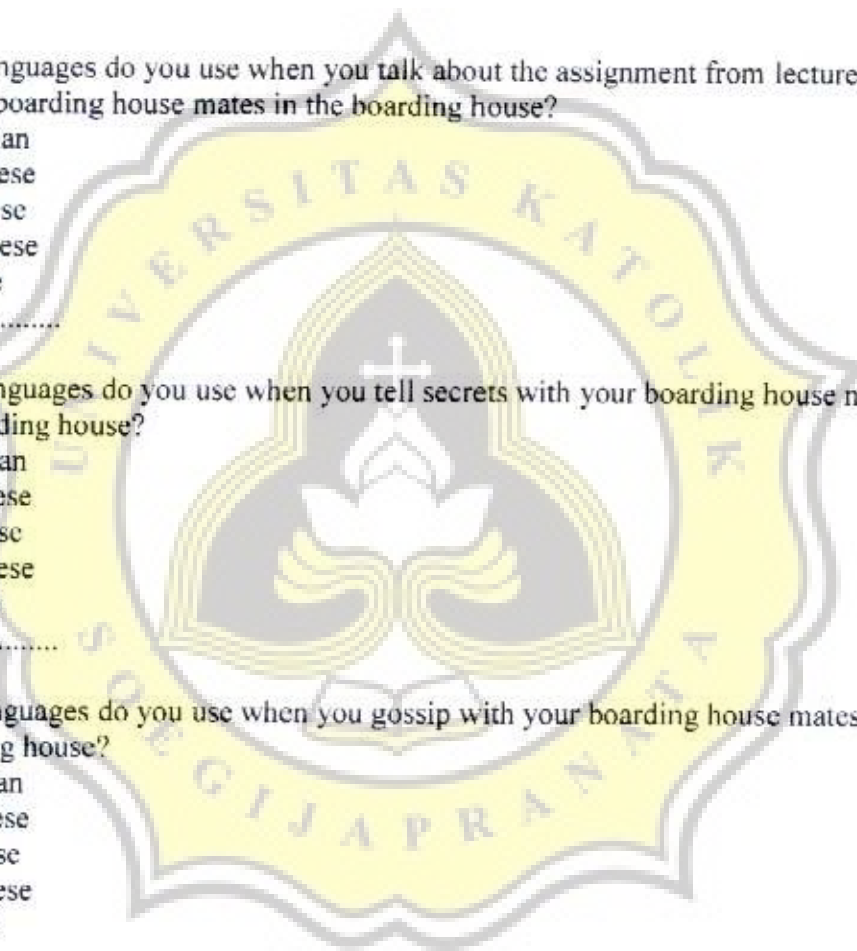 nguages do you use when you talk about the assignment from lecture
boarding house mates in the boarding house?
an
ese
se
ese
..........
nguages do you use when you tell secrets with your boarding house
ding house?
an
ese
se
ese
..........
nguages do you use when you gossip with your boarding house mates
g house?
an
ese
se
ese
UNIVERSITAS KATOLIK
SOEGIJAPRANATA